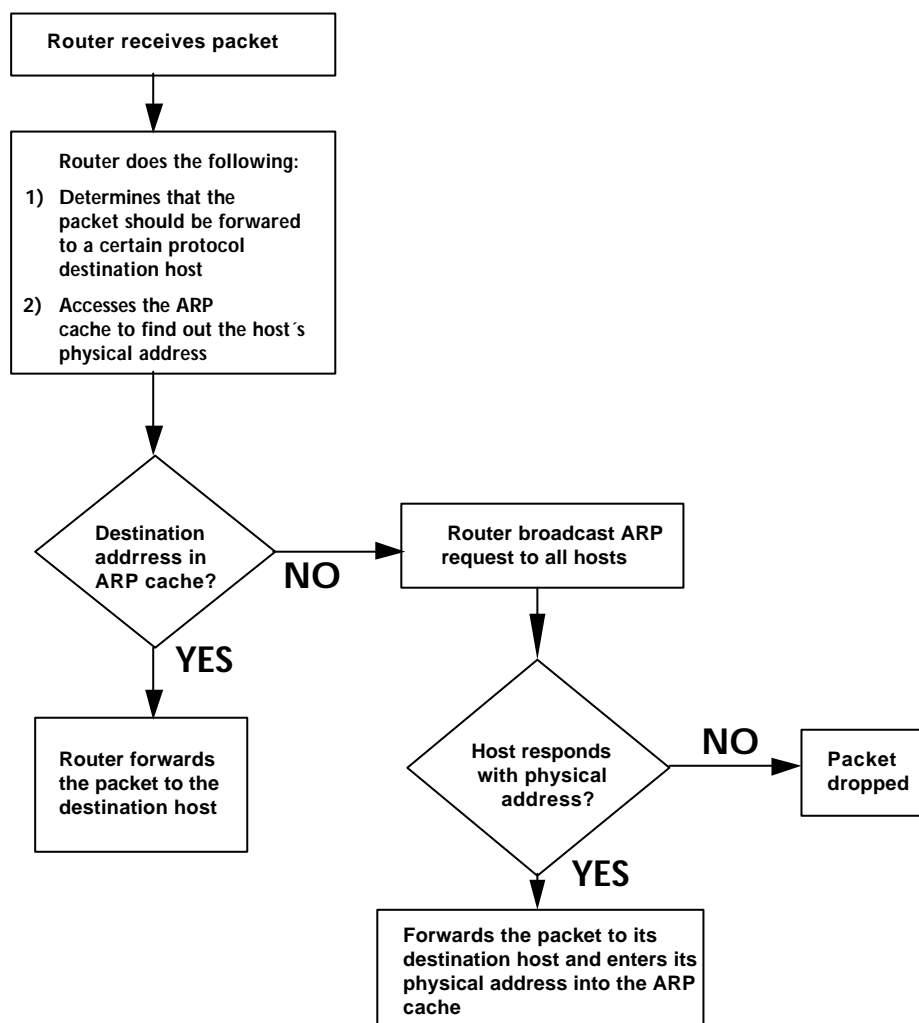 Router receives packet
Router does the following:
1) Determines that the
packet should be forwared
to a certain protocol
destination host
2) Accesses the ARP
cache to find out the host´s
physical address
Destination
addrress in
ARP cache?
NO
YES
Router forwards
the packet to the
destination host
Router broadcast ARP
request to all hosts
Host responds
with physical
address?
NO
Packet
dropped
YES
Forwards the packet to its
destination host and enters its
physical address into the ARP
cache